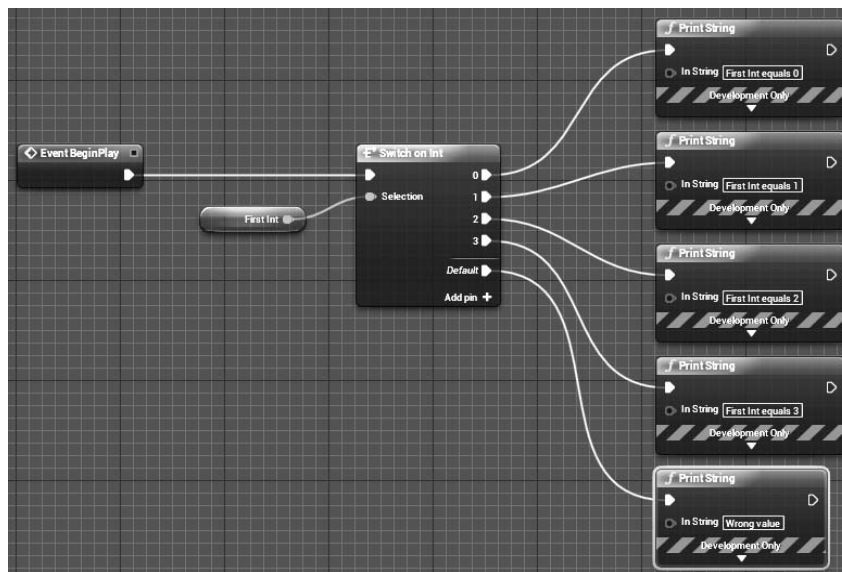 Event BeginPlay
First Int
Switch on Int
Selection
0
1
2
3
Default
Add pin
f Print String
In String First Int equals 0
Development Only
f Print String
In String First Int equals 1
Development Only
f Print String
In String First Int equals 2
Development Only
f Print String
In String First Int equals 3
Development Only
f Print String
In String Wrong value
Development Only